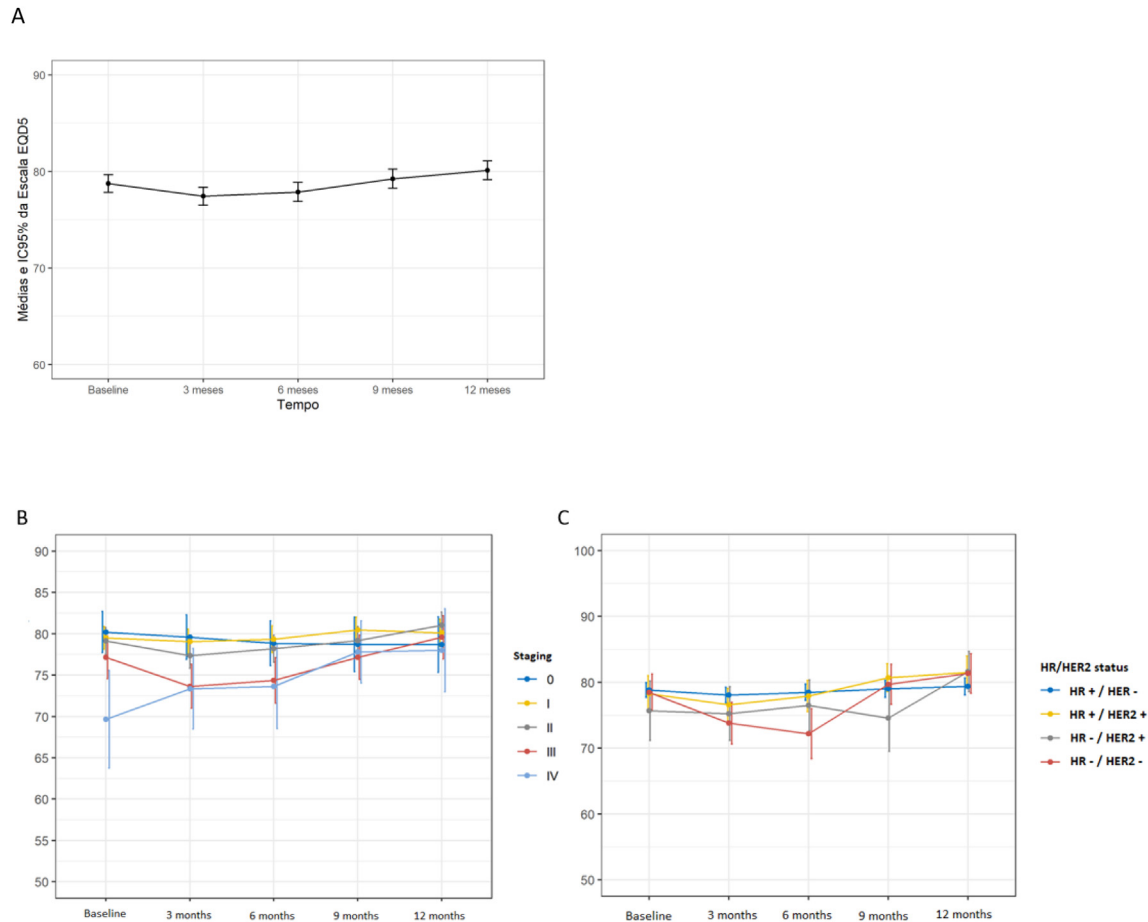 A
Médias e IC95% da Escala EQD5
90
80
70
60
Baseline 3 meses 6 meses 9 meses 12 meses
Tempo
B
90
85
80
75
70
65
60
55
50
Baseline 3 months 6 months 9 months 12 months
Staging
0
I
II
III
IV
C
100
90
80
70
60
50
Baseline 3 months 6 months 9 months 12 months
HR/HER2 status
HR + / HER -
HR + / HER2 +
HR - / HER2 +
HR - / HER2 -